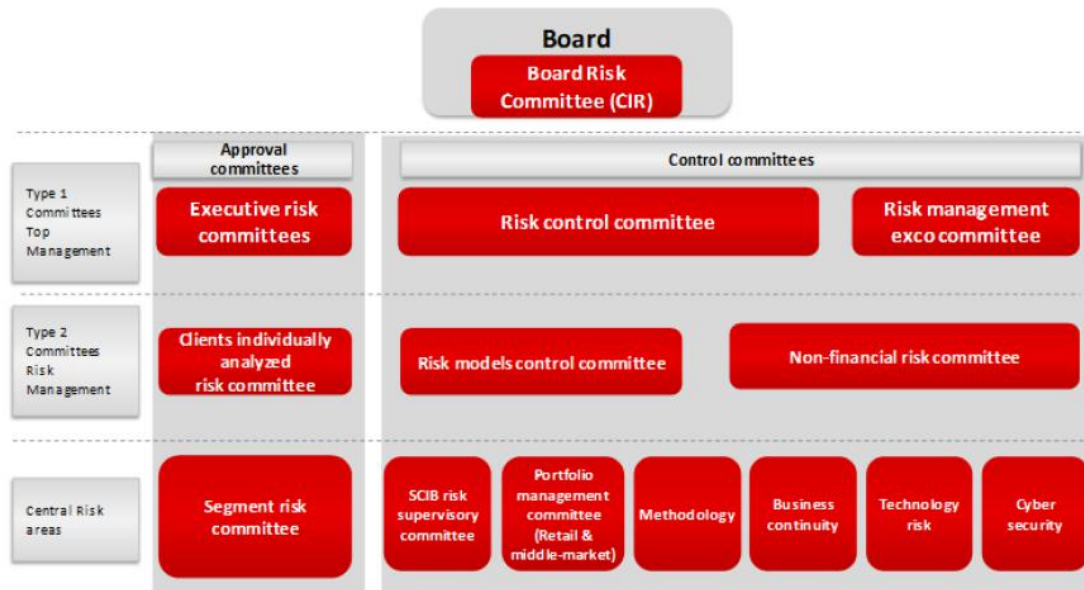 Board
Board Risk
Committee (CIR)
Approval
committees
Control committees
Type 1
Committees
Top
Management
Executive risk
committees
Risk control committee
Risk management
exco committee
Type 2
Committees
Risk
Management
Clients individually
analyzed
risk committee
Risk models control committee
Non-financial risk committee
Central Risk
areas
Segment risk
committee
SCIB risk
supervisory
committee
Portfolio
management
committee
(Retail &
middle-market)
Methodology
Business
continuity
Technology
risk
Cyber
security